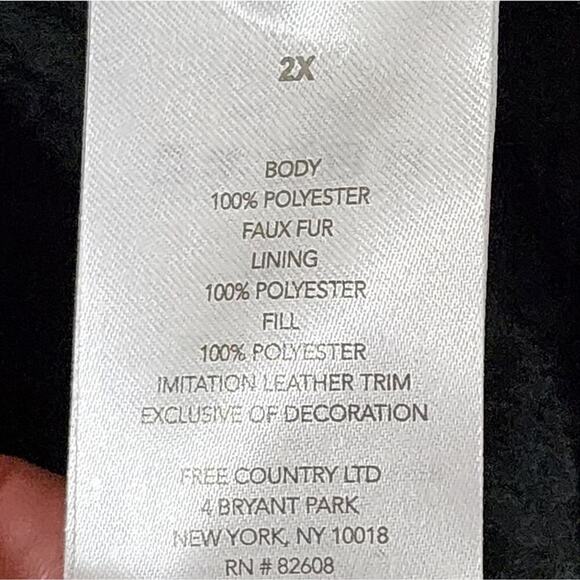 2X
BODY
100% POLYESTER
FAUX FUR
LINING
100% POLYESTER
FILL
100% POLYESTER
IMITATION LEATHER TRIM
EXCLUSIVE OF DECORATION
FREE COUNTRY LTD
4 BRYANT PARK
NEW YORK, NY 10018
RN # 82608